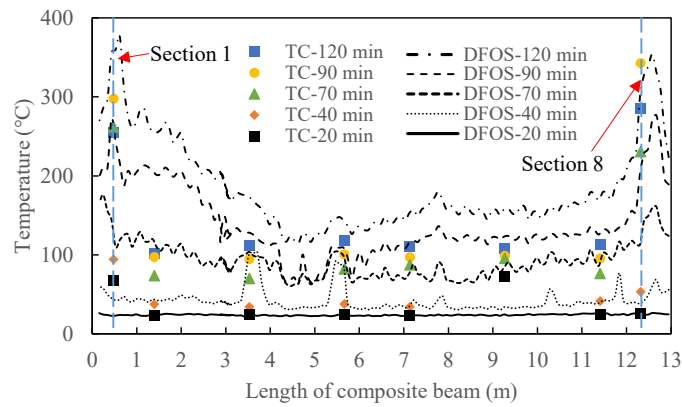 400
300
200
100
0
Temperature (℃)
Section 1
TC-120 min
TC-90 min
TC-70 min
TC-40 min
TC-20 min
DFOS-120 min
DFOS-90 min
DFOS-70 min
DFOS-40 min
DFOS-20 min
Section 8
0 1 2 3 4 5 6 7 8 9 10 11 12 13
Length of composite beam (m)